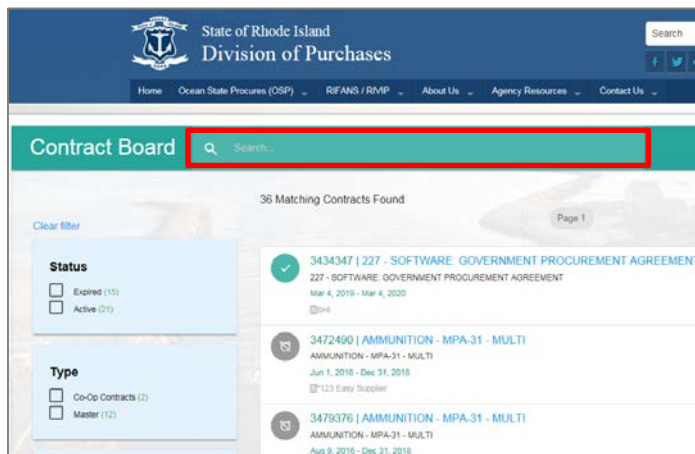 State of Rhode Island
Division of Purchases
Search
Home Ocean State Procures (OSP) RIFANS / RIVIP About Us Agency Resources Contact Us
Contract Board Search...
36 Matching Contracts Found
Page 1
Clear filter
Status
Expired (15)
Active (21)
Type
Co-Op Contracts (2)
Master (12)
3434347 | 227 - SOFTWARE: GOVERNMENT PROCUREMENT AGREEMENT
227 - SOFTWARE: GOVERNMENT PROCUREMENT AGREEMENT
Mar 4, 2019 - Mar 4, 2020
SHI
3472490 | AMMUNITION - MPA-31 - MULTI
AMMUNITION - MPA-31 - MULTI
Jun 1, 2016 - Dec 31, 2018
*123 Easy Supplier
3479376 | AMMUNITION - MPA-31 - MULTI
AMMUNITION - MPA-31 - MULTI
Aug 9, 2016 - Dec 31, 2018